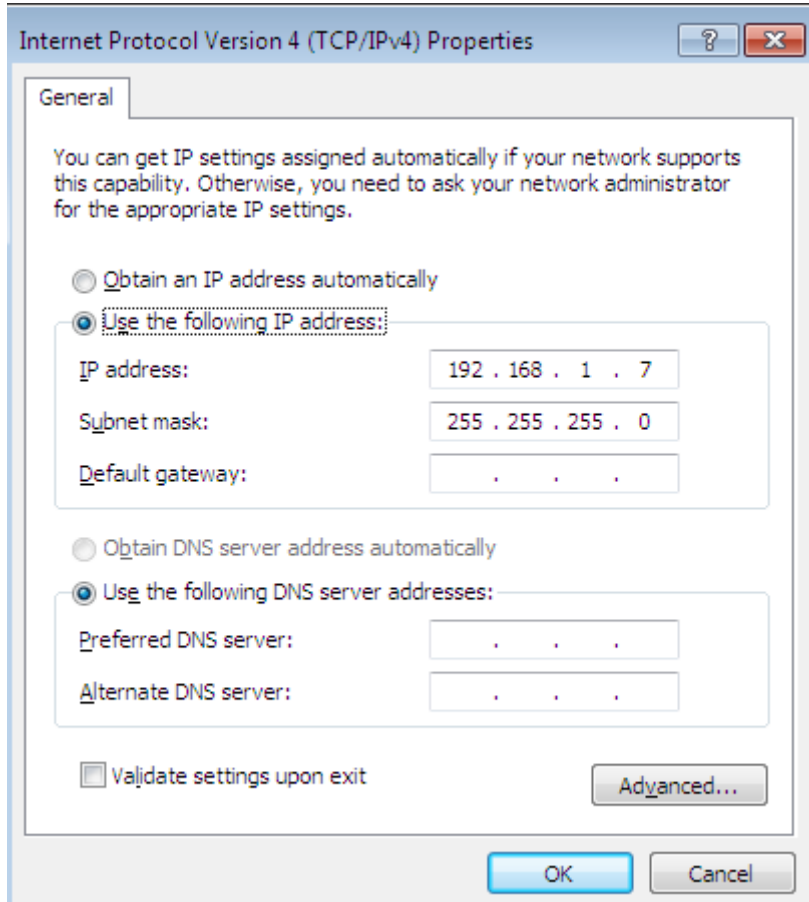 Internet Protocol Version 4 (TCP/IPv4) Properties
General
You can get IP settings assigned automatically if your network supports
this capability. Otherwise, you need to ask your network administrator
for the appropriate IP settings.
Obtain an IP address automatically
Use the following IP address:
IP address: 192 . 168 . 1 . 7
Subnet mask: 255 . 255 . 255 . 0
Default gateway: . . .
Obtain DNS server address automatically
Use the following DNS server addresses:
Preferred DNS server: . . .
Alternate DNS server: . . .
Validate settings upon exit
Advanced...
OK Cancel